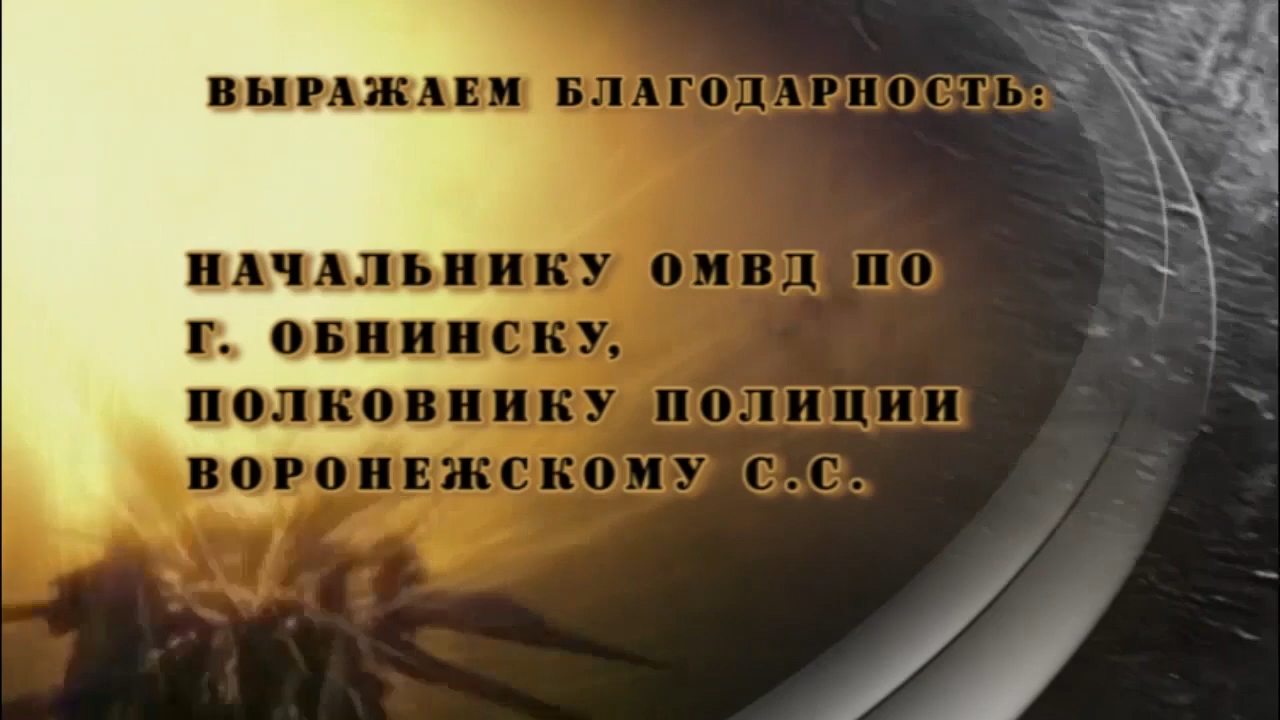 ВЫРАЖАЕМ БЛАГОДАРНОСТЬ:
НАЧАЛЬНИКУ ОМВД ПО
Г. ОБНИНСКУ,
ПОЛКОВНИКУ ПОЛИЦИИ
ВОРОНЕЖСКОМУ С.С.